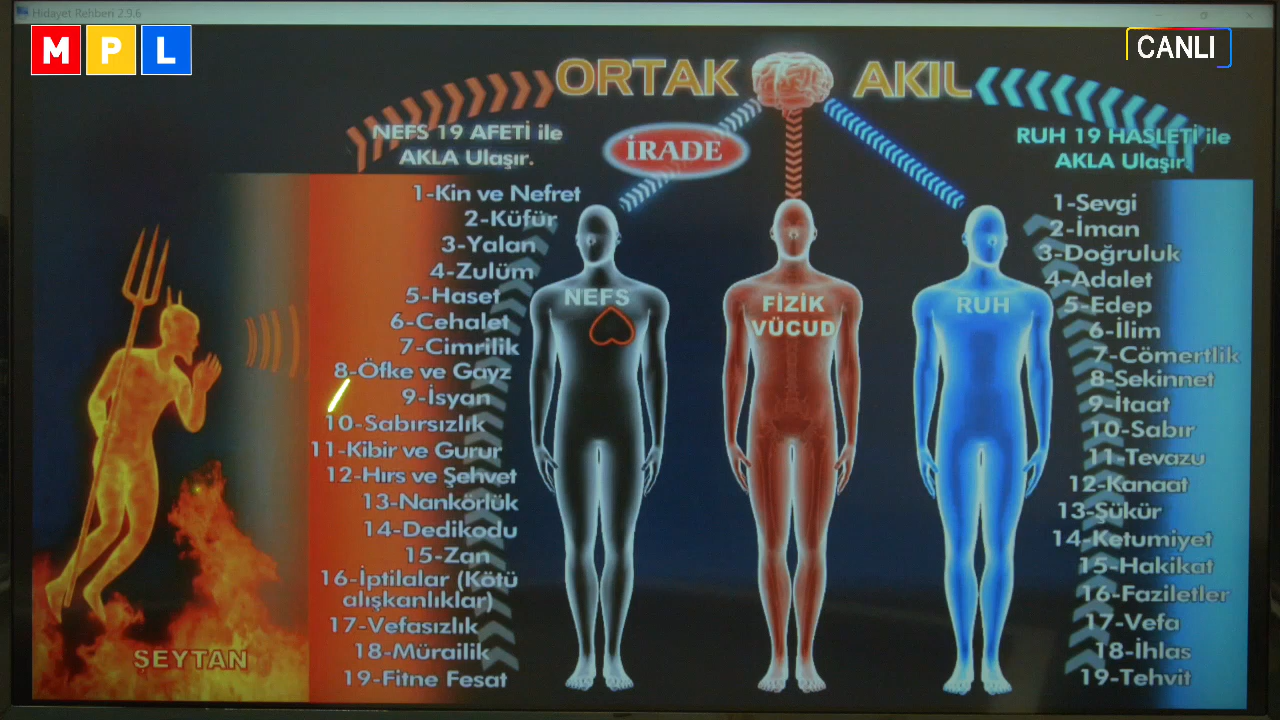 Hidayet Rehberi 2.9.6
MPL
CANLI
ORTAK AKIL
NEFS 19 AFETİ ile
AKLA Ulaşır.
İRADE
RUH 19 HASLETİ ile
AKLA Ulaşır.
1-Kin ve Nefret
2-Küfür
3-Yalan
4-Zulüm
5-Haset
6-Cehalet
7-Cimrilik
8-Öfke ve Gayz
9-İsyan
10-Sabırsızlık
11-Kibir ve Gurur
12-Hırs ve Şehvet
13-Nankörlük
14-Dedikodu
15-Zan
16-İptilalar (Kötü
alışkanlıklar)
17-Vefasızlık
18-Mürailik
19-Fitne Fesat
ŞEYTAN
NEFS
FİZİK
VÜCUD
RUH
1-Sevgi
2-İman
3-Doğruluk
4-Adalet
5-Edep
6-İlim
7-Cömertlik
8-Sekinnet
9-İtaat
10-Sabır
11-Tevazu
12-Kanaat
13-Şükür
14-Ketumiyet
15-Hakikat
16-Faziletler
17-Vefa
18-İhlas
19-Tehvit